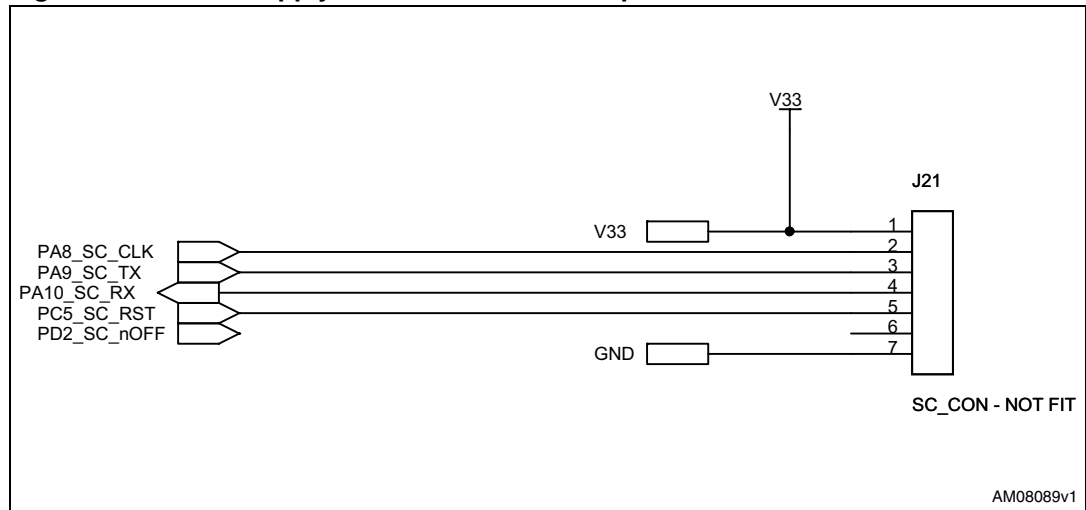 V33
J21
V33
1
PA8_SC_CLK
2
PA9_SC_TX
3
PA10_SC_RX
4
PC5_SC_RST
5
PD2_SC_nOFF
6
GND
7
SC_CON - NOT FIT
AM08089v1